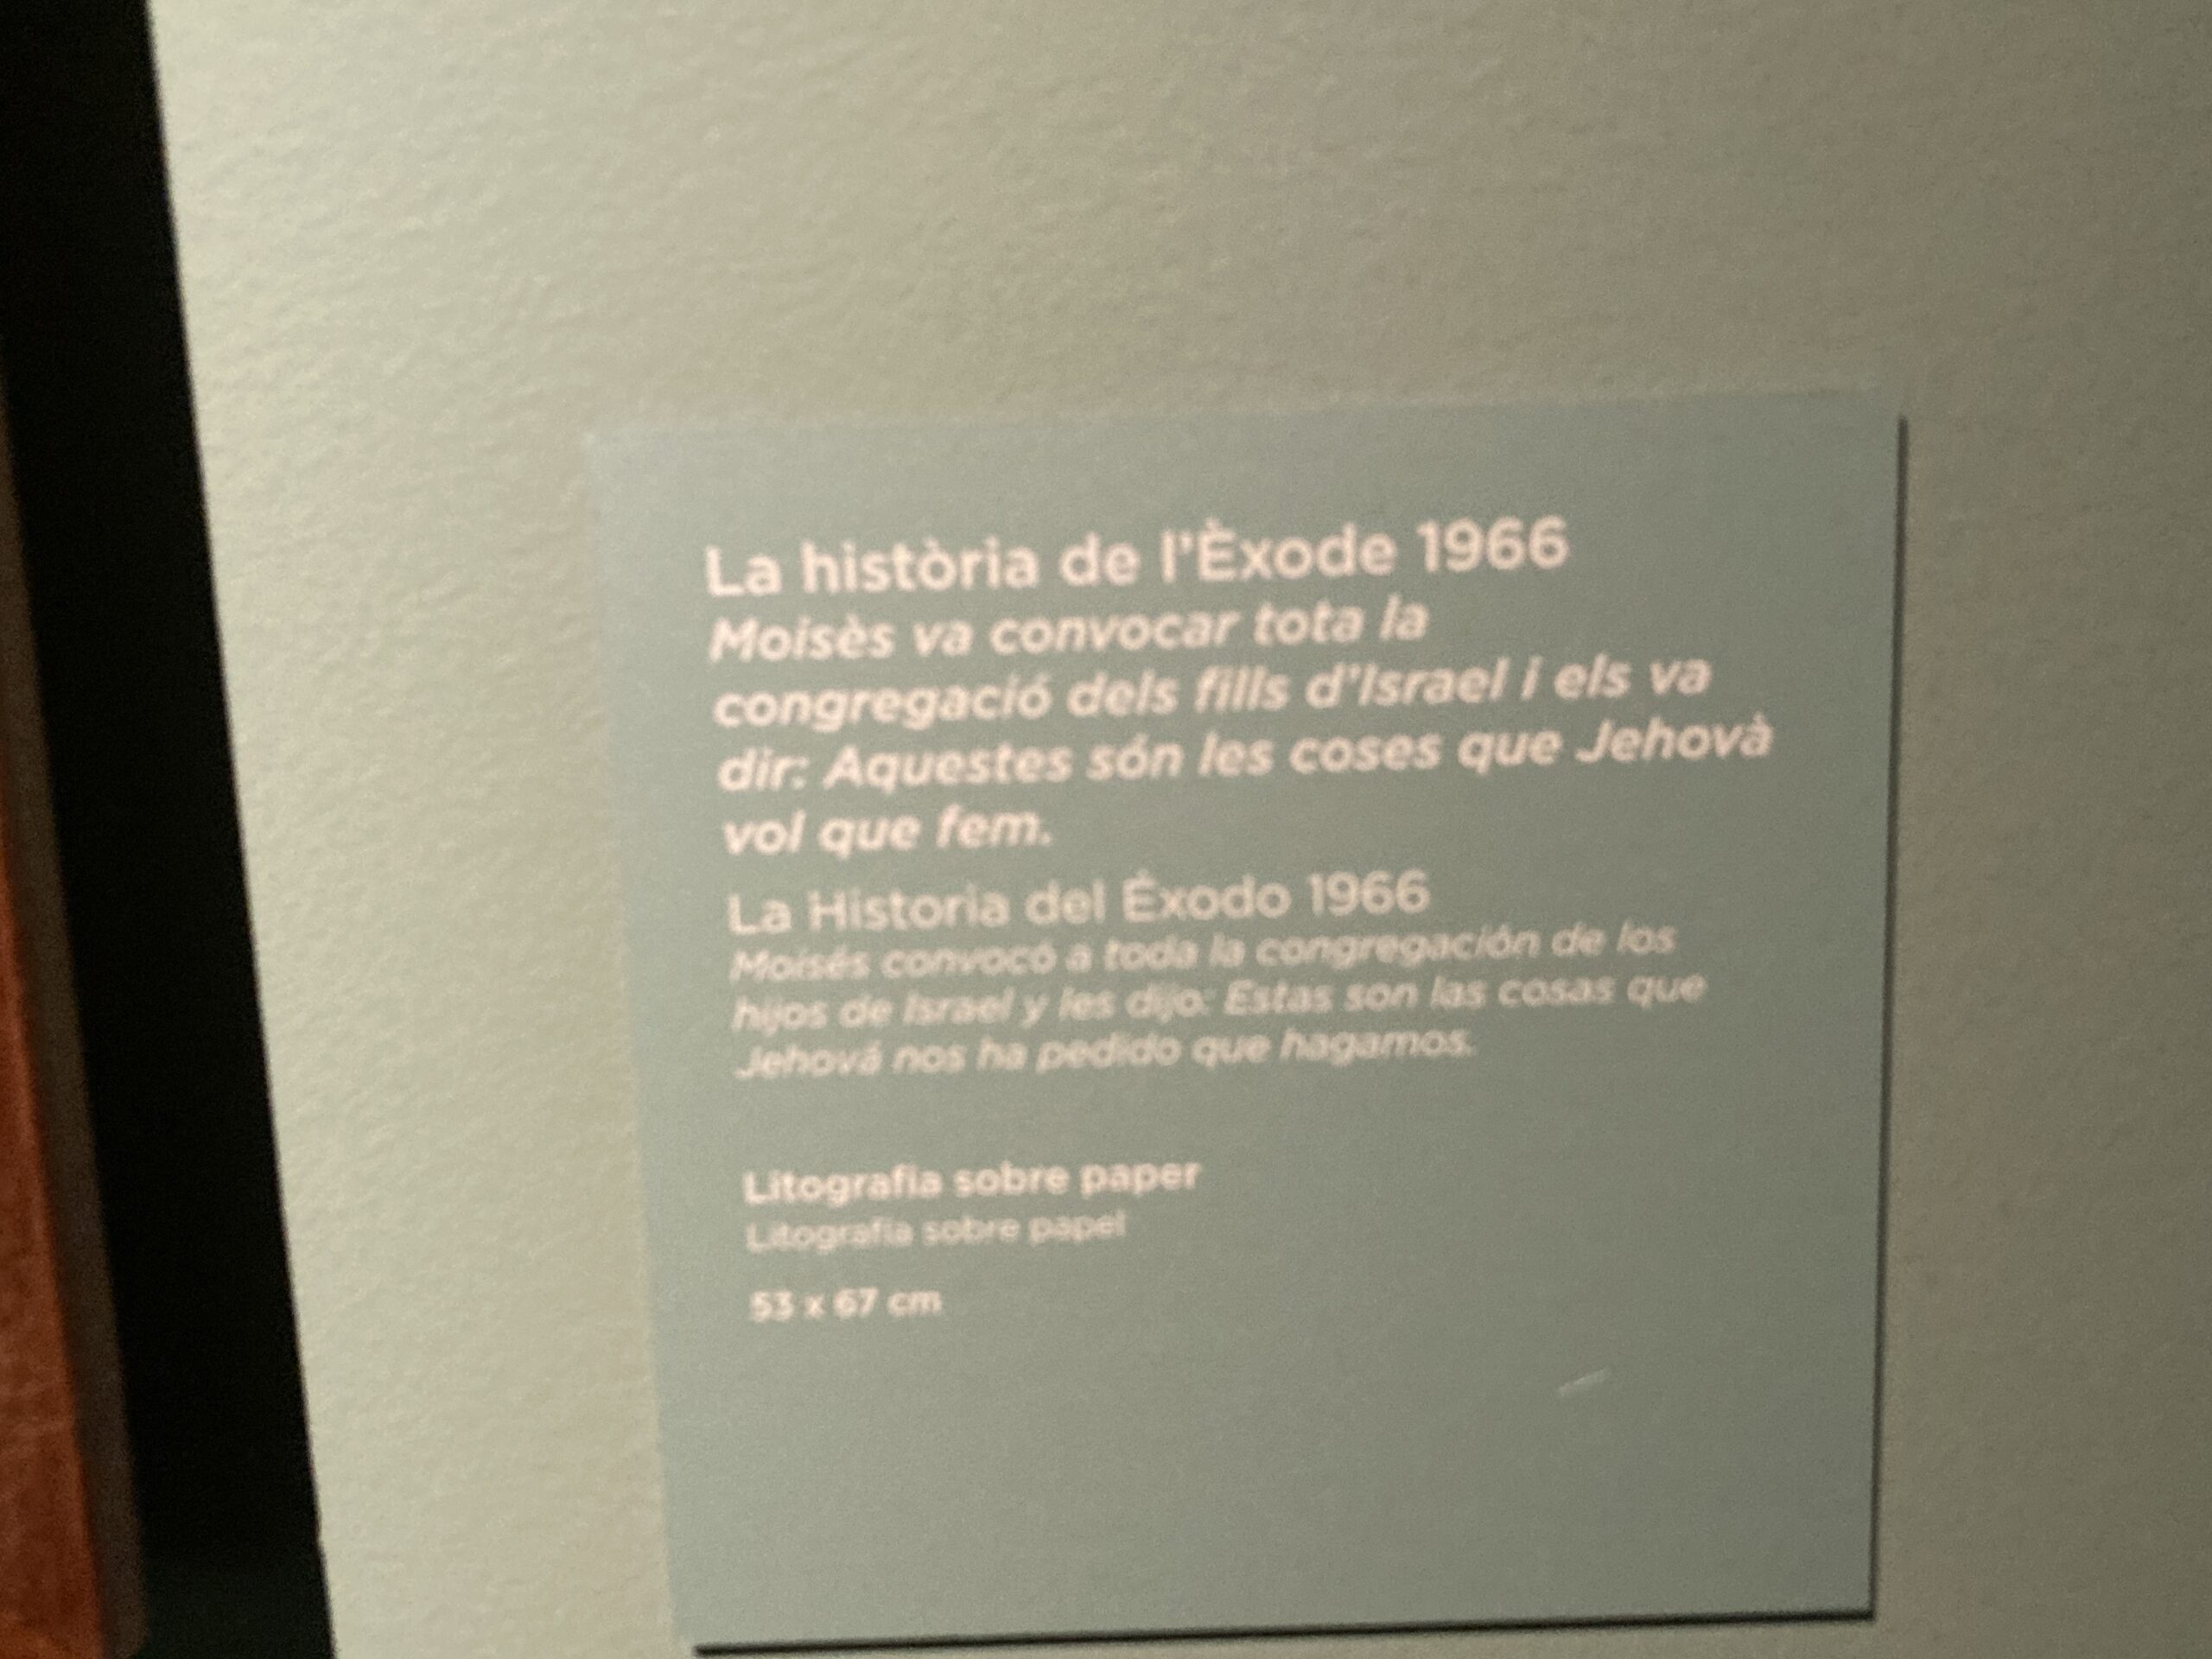 La història de l'Èxode 1966
Moisès va convocar tota la
congregació dels fills d'Israel i els va
dir: Aquestes són les coses que Jehovà
vol que fem.
La Historia del Éxodo 1966
Moisés convocó a toda la congregación de los
hijos de Israel y les dijo: Estas son las cosas que
Jehová nos ha pedido que hagamos.
Litografia sobre paper
Litografía sobre papel
53 x 67 cm